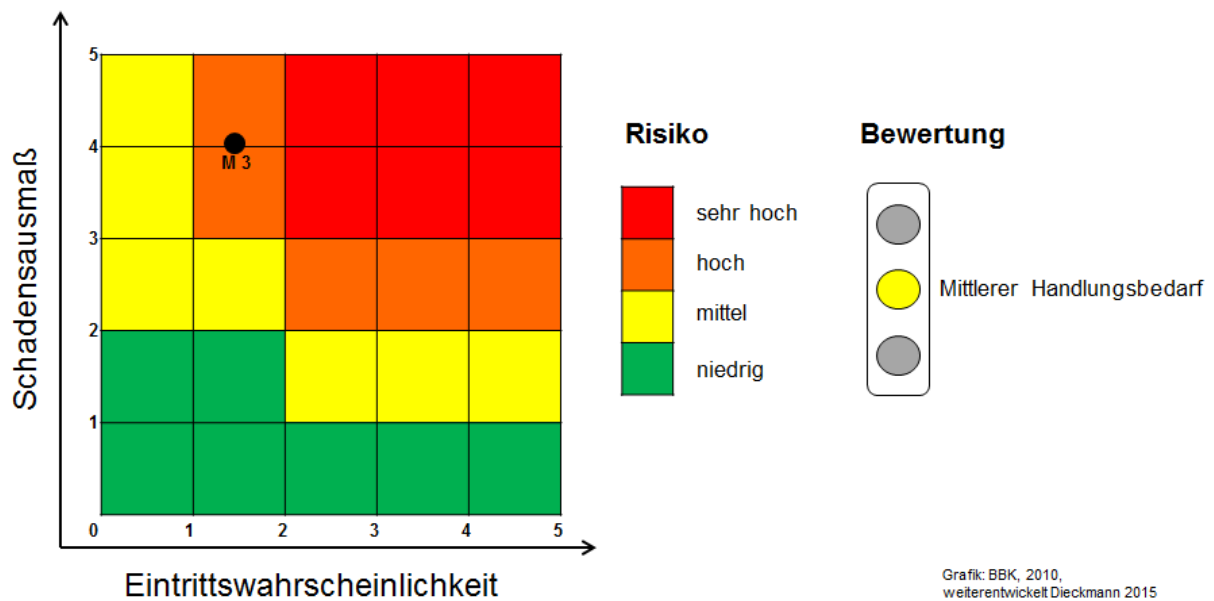 Schadensausmaß
5
4
3
2
1
M 3
0 1 2 3 4 5
Eintrittswahrscheinlichkeit
Risiko
sehr hoch
hoch
mittel
niedrig
Bewertung
Mittlerer Handlungsbedarf
Grafik: BBK, 2010,
weiterentwickelt Dieckmann 2015